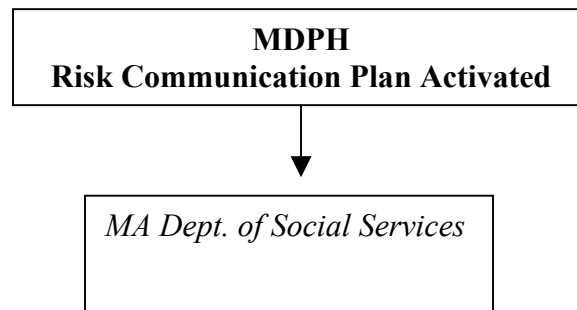 MDPH
Risk Communication Plan Activated
MA Dept. of Social Services